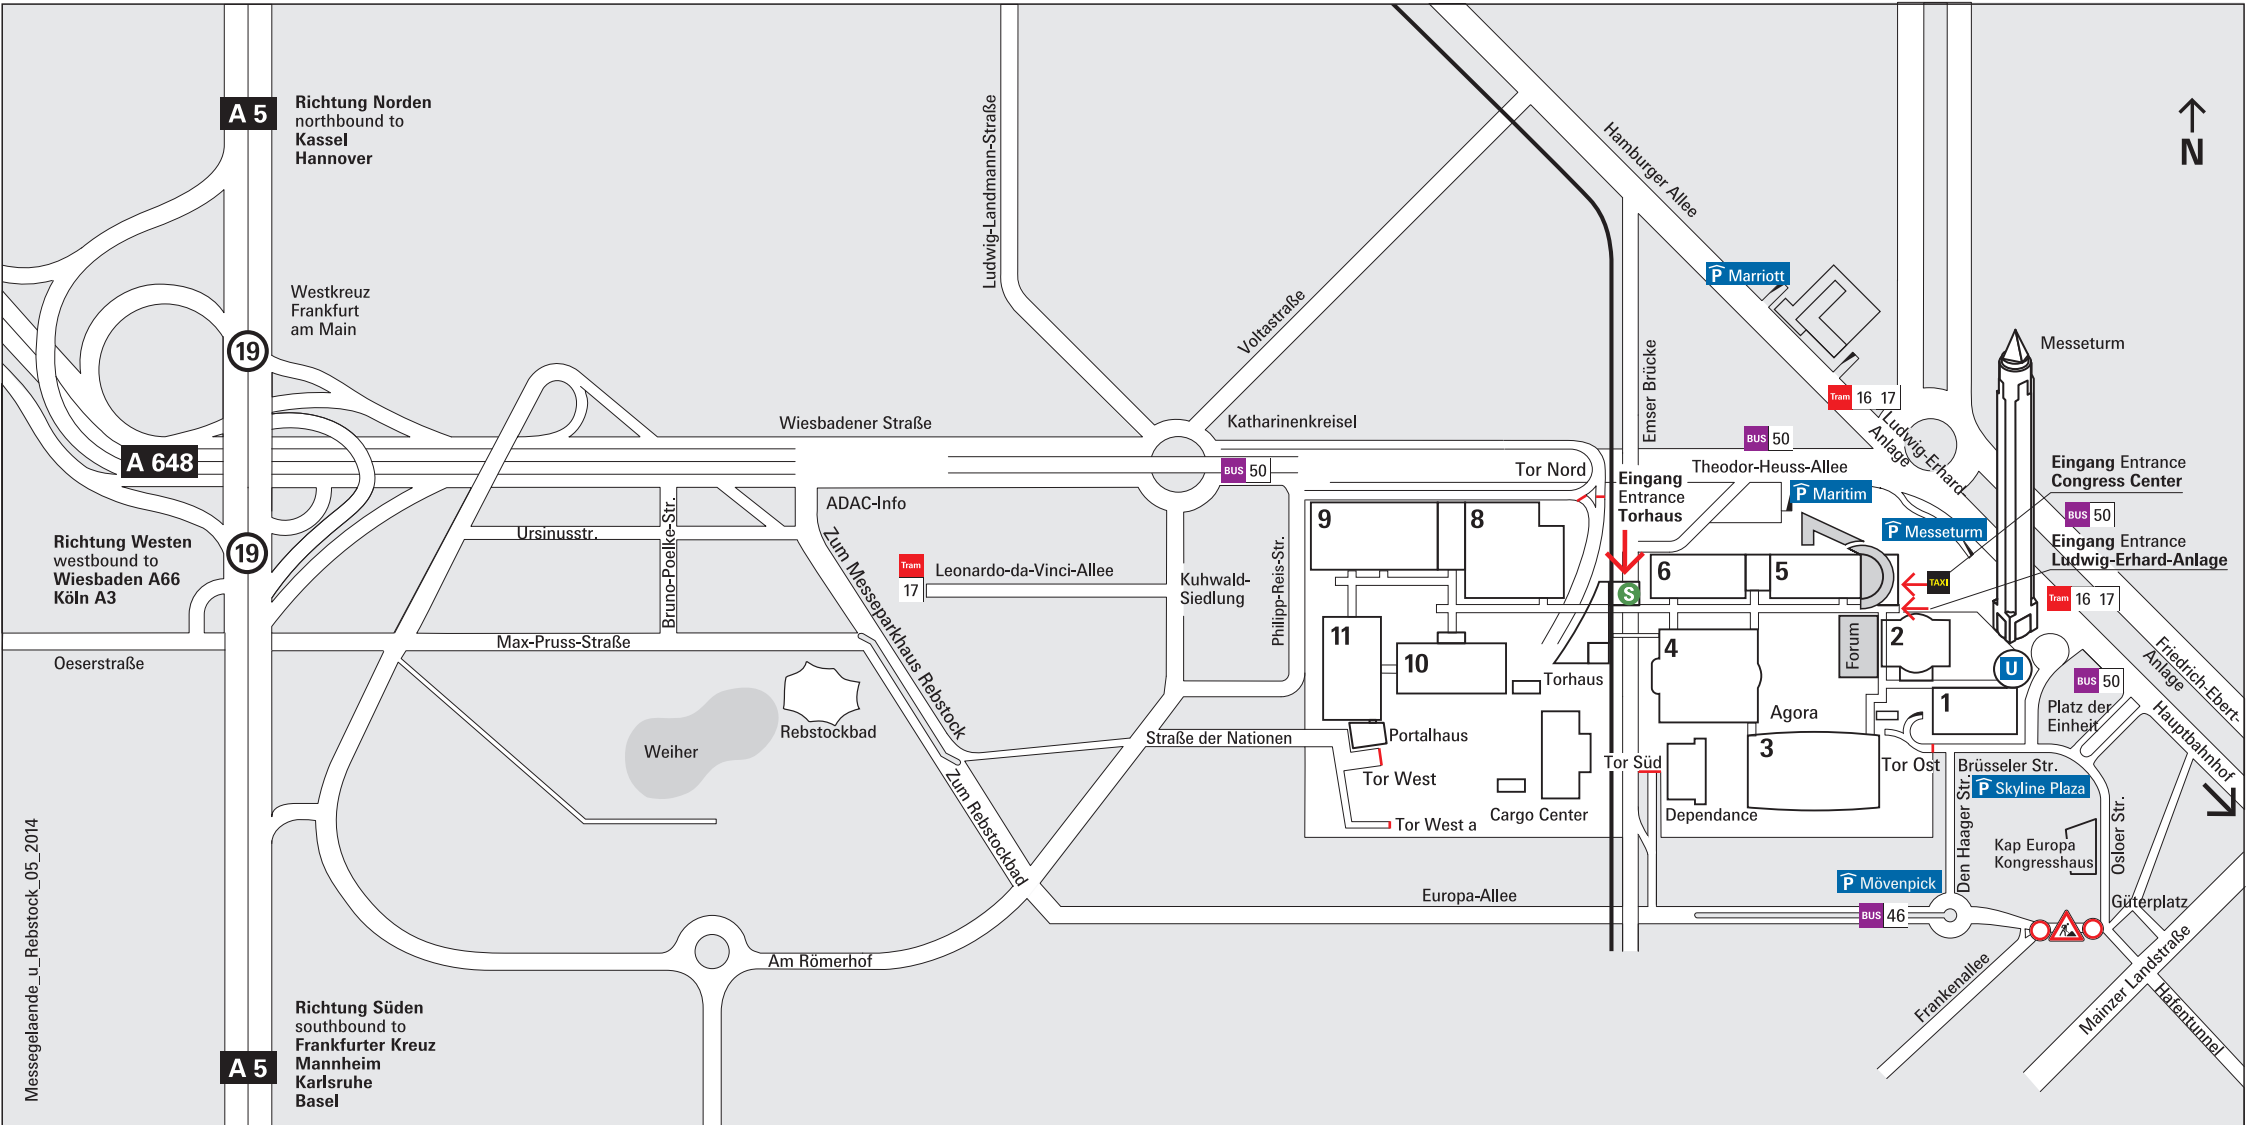 A 5
Richtung Norden
northbound to
Kassel
Hannover
Westkreuz
Frankfurt
am Main
19
A 648
19
Richtung Westen
westbound to
Wiesbaden A66
Köln A3
Oeserstraße
Max-Pruss-Straße
Ursinusstr.
Bruno-Poelke-Str.
Wiesbadener Straße
ADAC-Info
Zum Messeparkhaus Rebstock
Tram
17
Leonardo-da-Vinci-Allee
Kuhwald-
Siedlung
Philipp-Reis-Str.
Ludwig-Landmann-Straße
Voltastraße
Katharinenkreisel
BUS 50
Hamburger Allee
N
P Marriott
Emser Brücke
Tram 16 17
Ludwig-Erhard
Anlage
Messeturm
BUS 50
Theodor-Heuss-Allee
Tor Nord
Eingang
Entrance
Torhaus
P Maritim
P Messeturm
Eingang Entrance
Congress Center
BUS 50
Eingang Entrance
Ludwig-Erhard-Anlage
TAXI
Tram 16 17
9
8
6
5
S
11
10
4
Forum
2
U
1
3
Torhaus
Agora
Portalhaus
Straße der Nationen
Tor West
Tor West a
Cargo Center
Tor Süd
Dependance
Tor Ost
BUS 50
Platz der
Einheit
Friedrich-Ebert-
Anlage
Hauptbahnhof
Brüsseler Str.
P Skyline Plaza
Den Haager Str.
Osloer Str.
Kap Europa
Kongresshaus
P Mövenpick
BUS 46
Güterplatz
Europa-Allee
Frankenallee
Mainzer Landstraße
Hafentunnel
Weiher
Rebstockbad
Zum Rebstockbad
Am Römerhof
Messegelaende_u_Rebstock_05_2014
A 5
Richtung Süden
southbound to
Frankfurter Kreuz
Mannheim
Karlsruhe
Basel